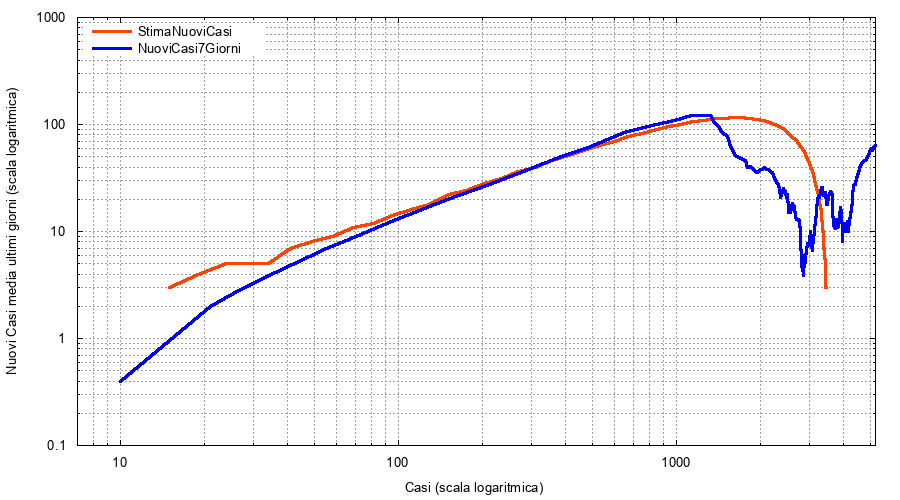 StimaNuoviCasi
NuoviCasi7Giorni
Nuovi Casi media ultimi giorni (scala logaritmica)
1000
100
10
1
0.1
10
100
1000
Casi (scala logaritmica)